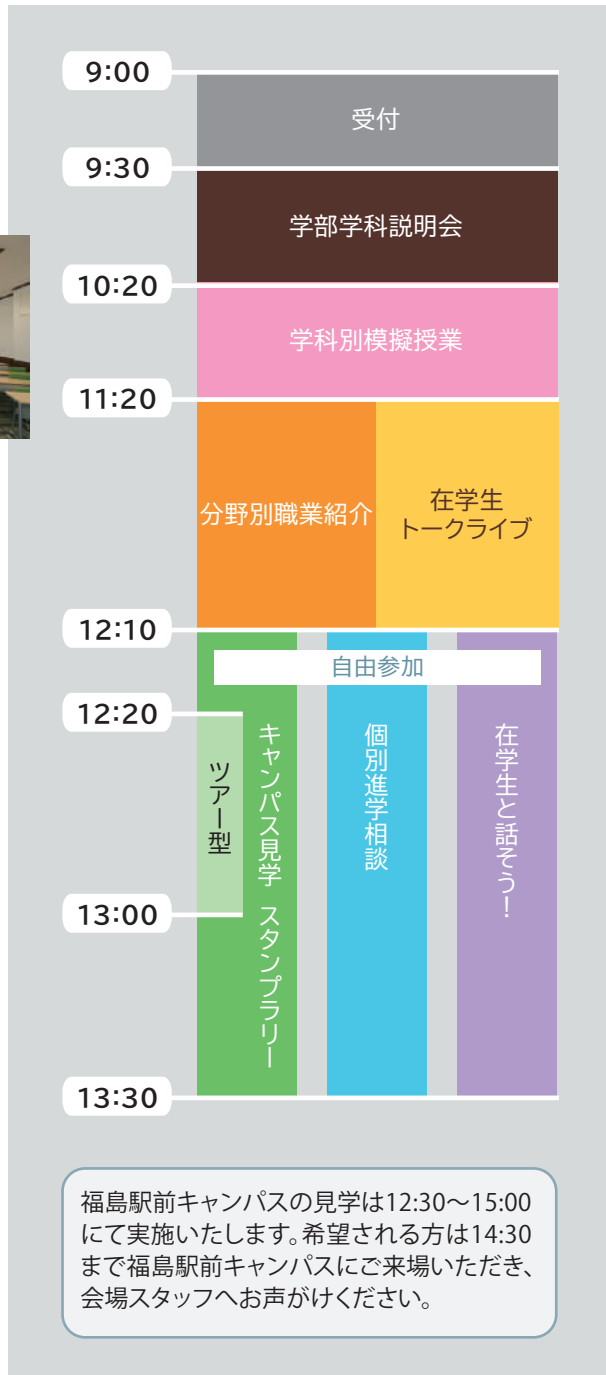 9:00
受付
9:30
学部学科説明会
10:20
学科別模擬授業
11:20
分野別職業紹介
在学生
トークライブ
12:10
自由参加
12:20
ツアー型
キャンパス見学 スタンプラリー
個別進学相談
在学生と話そう！
13:00
13:30
福島駅前キャンパスの見学は12:30〜15:00
にて実施いたします。希望される方は14:30
まで福島駅前キャンパスにご来場いただき、
会場スタッフへお声がけください。